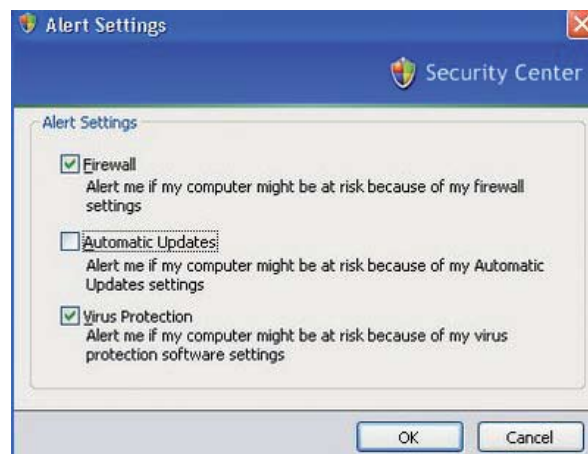 Alert Settings
Security Center
Alert Settings
Firewall
Alert me if my computer might be at risk because of my firewall
settings
Automatic Updates
Alert me if my computer might be at risk because of my Automatic
Updates settings
Virus Protection
Alert me if my computer might be at risk because of my virus
protection software settings
OK Cancel